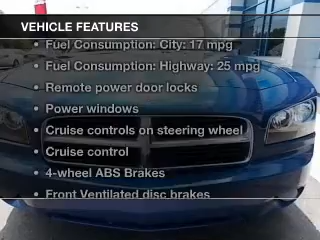 VEHICLE FEATURES
• Fuel Consumption: City: 17 mpg
• Fuel Consumption: Highway: 25 mpg
• Remote power door locks
• Power windows
• Cruise controls on steering wheel
• Cruise control
• 4-wheel ABS Brakes
• Front Ventilated disc brakes